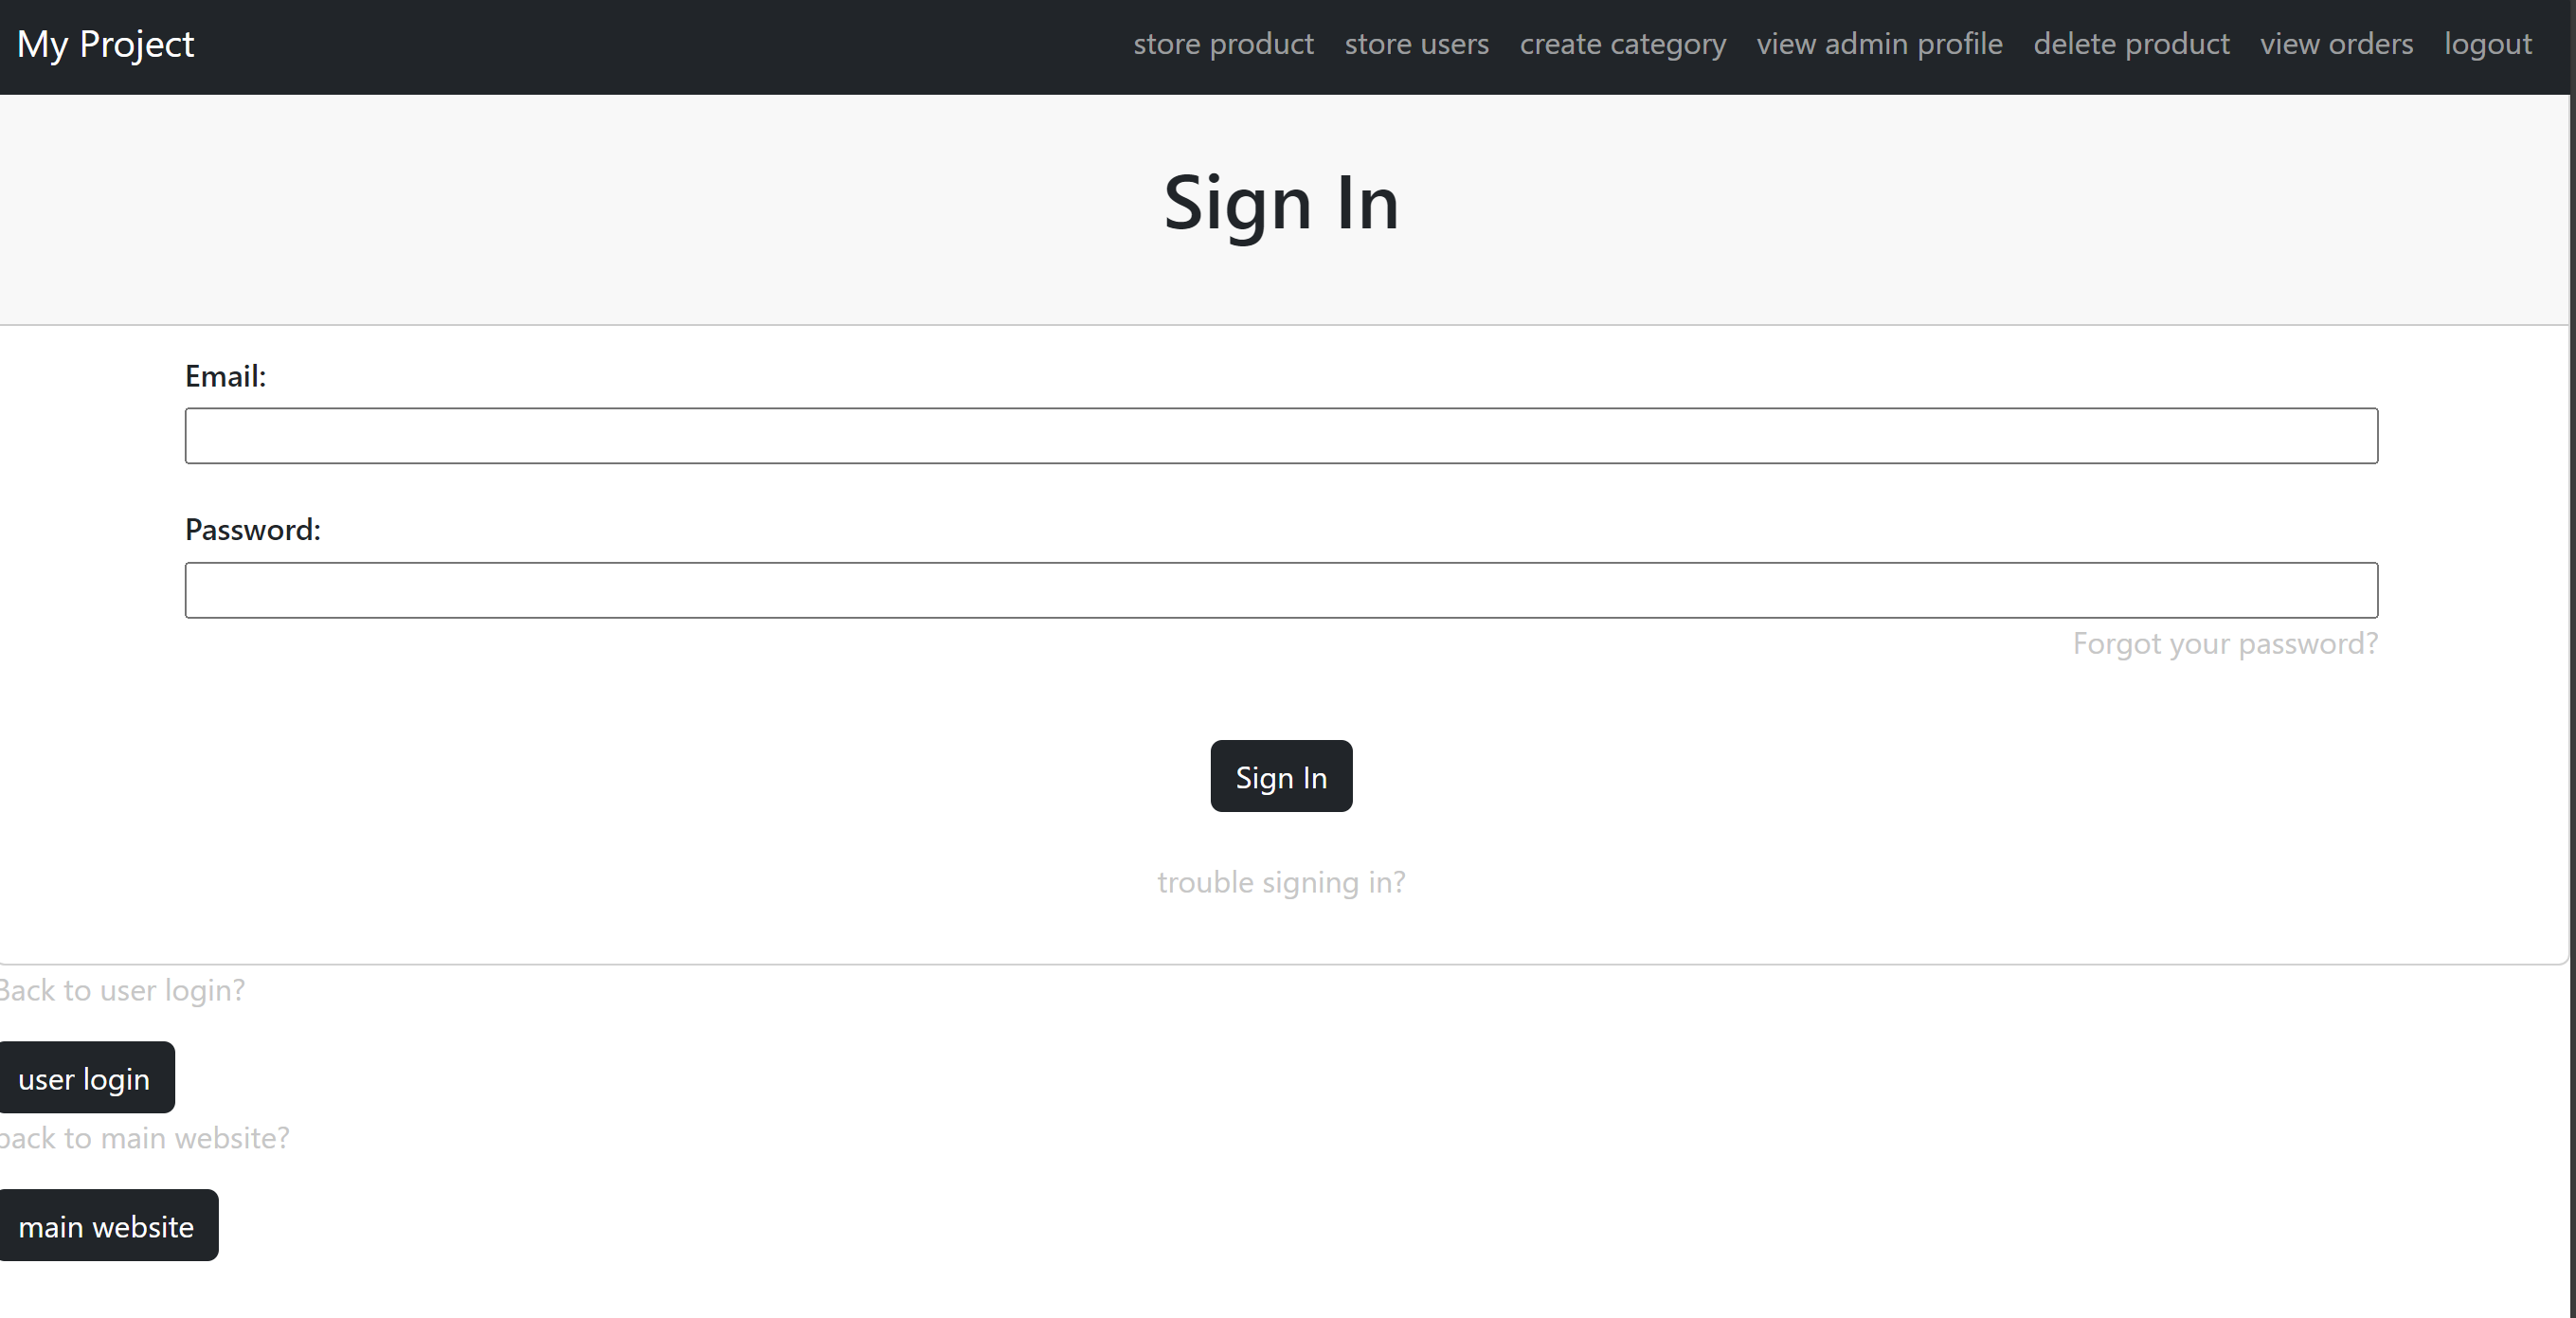 My Project store product store users create category view admin profile delete product view orders logout
Sign In
Email:
Password:
Forgot your password?
Sign In
trouble signing in?
Back to user login?
user login
back to main website?
main website